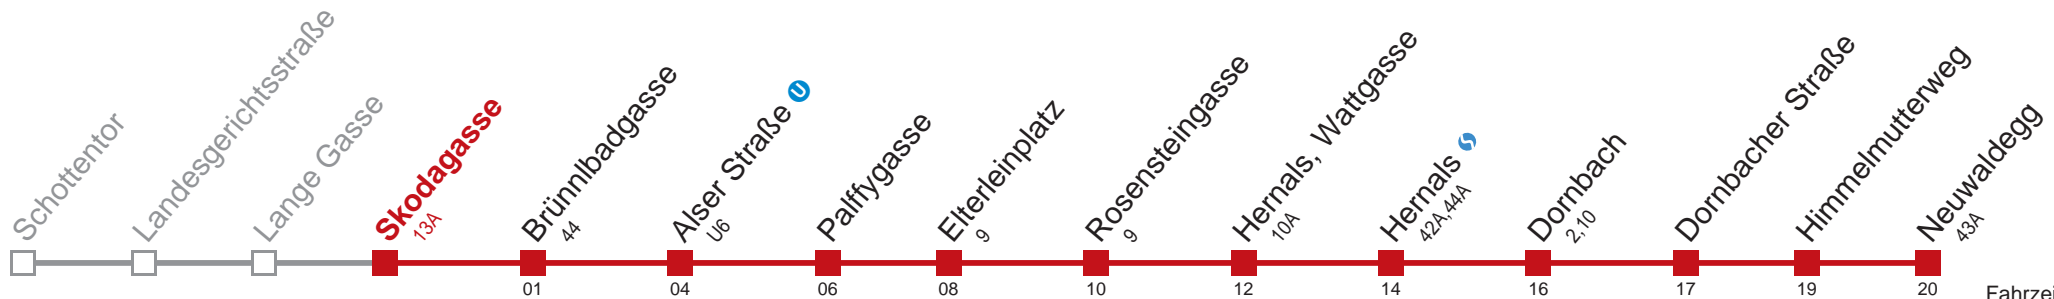 Schottentor
Landesgerichtsstraße
Lange Gasse
Skodagasse
13A
Brünnlbadgasse
44
Alser Straße U
U6
Palffygasse
Elterleinplatz
9
Rosensteingasse
9
Hernals, Wattgasse
10A
Hernals
42A,44A
Dornbach
2,10
Dornbacher Straße
Himmelmutterweg
Neuwaldegg
43A
01 04 06 08 10 12 14 16 17 19 20 Fahrzei